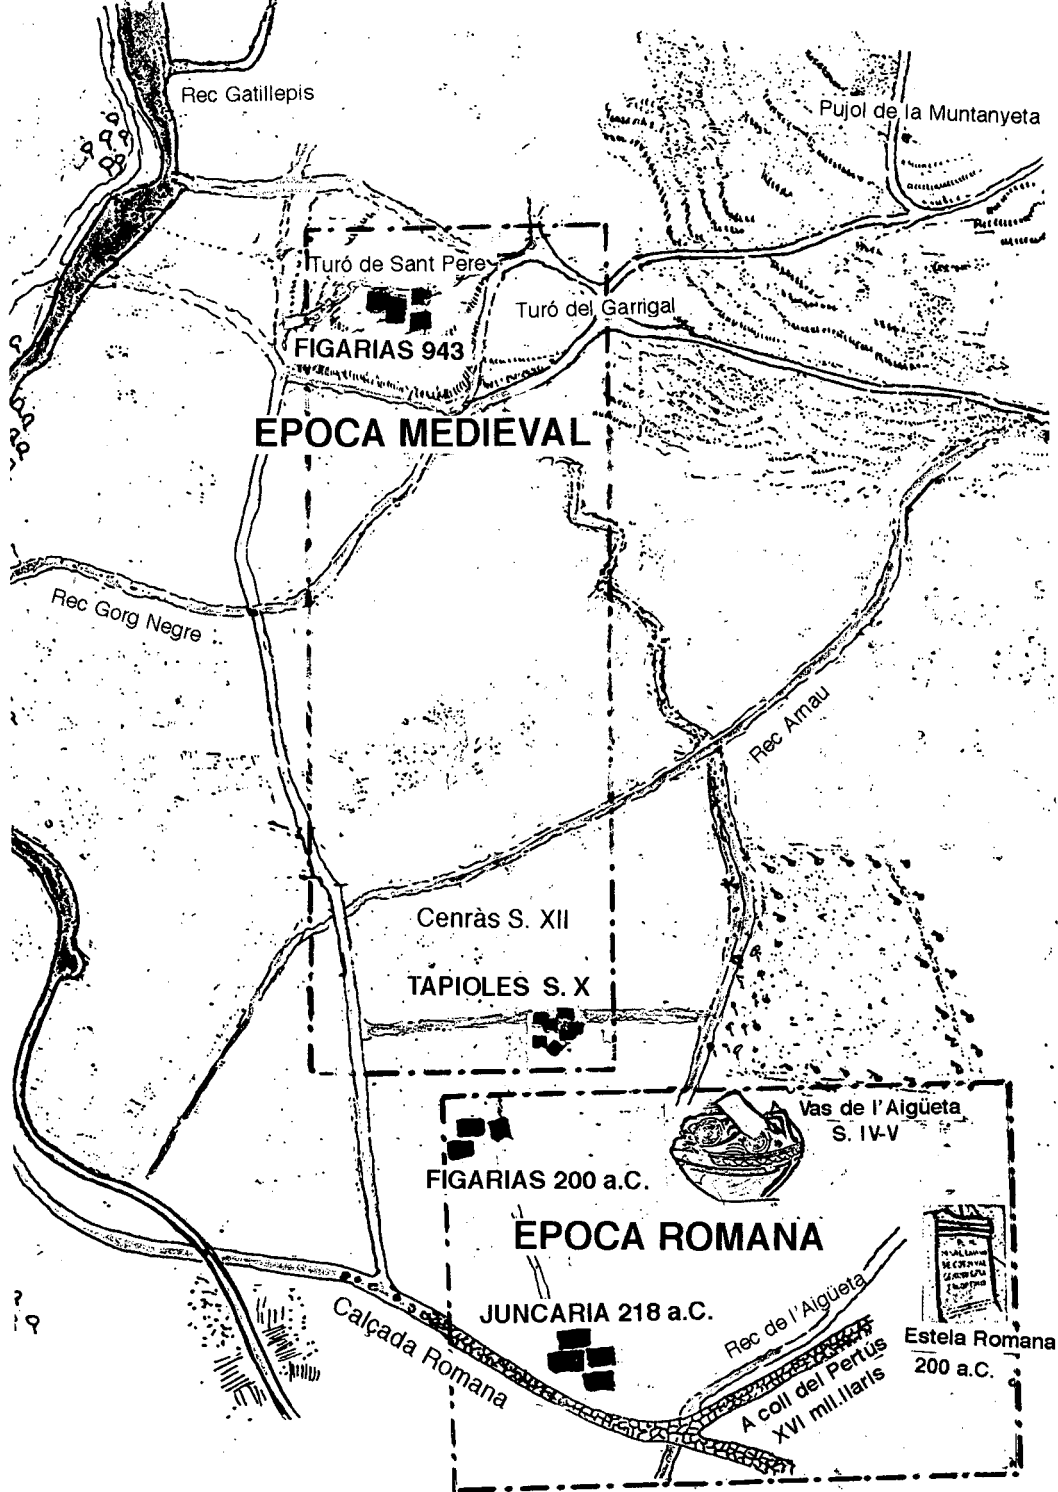 Rec Gatillepis
Pujol de la Muntanyeta
Turó de Sant Pere
Turó del Garrigal
FIGARIAS 943
EPOCA MEDIEVAL
Rec Gorg Negre
Rec Arnau
Cenràs S. XII
TAPIOLES S. X
Vas de l'Aigüeta
S. IV-V
FIGARIAS 200 a.C.
EPOCA ROMANA
JUNCARIA 218 a.C.
Calçada Romana
Rec de l'Aigüeta
A coll del Pertús
XVI mil.liaris
Estela Romana
200 a.C.